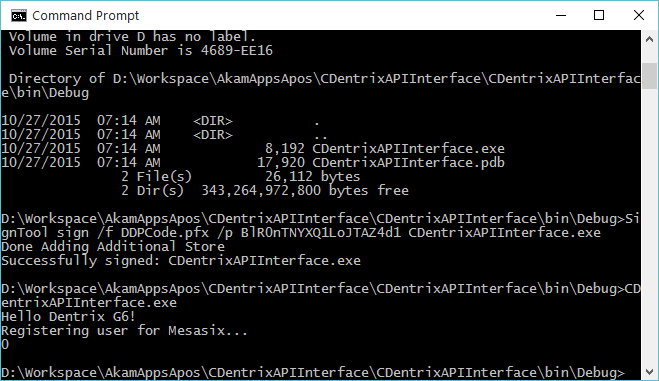 Command Prompt
Volume in drive D has no label.
Volume Serial Number is 4689-EE16
Directory of D:\Workspace\AkamAppsApos\CDentrixAPIInterface\CDentrixAPIInterfac
e\bin\Debug
10/27/2015  07:14 AM    <DIR>          .
10/27/2015  07:14 AM    <DIR>          ..
10/27/2015  07:14 AM             8,192 CDentrixAPIInterface.exe
10/27/2015  07:14 AM            17,920 CDentrixAPIInterface.pdb
2 File(s)         26,112 bytes
2 Dir(s)  343,264,972,800 bytes free
D:\Workspace\AkamAppsApos\CDentrixAPIInterface\CDentrixAPIInterface\bin\Debug>Si
gnTool sign /f DDPCode.pfx /p BlROnTNYXQ1LoJTAZ4d1 CDentrixAPIInterface.exe
Done Adding Additional Store
Successfully signed: CDentrixAPIInterface.exe
D:\Workspace\AkamAppsApos\CDentrixAPIInterface\CDentrixAPIInterface\bin\Debug>CD
entrixAPIInterface.exe
Hello Dentrix G6!
Registering user for Mesasix...
0
D:\Workspace\AkamAppsApos\CDentrixAPIInterface\CDentrixAPIInterface\bin\Debug>